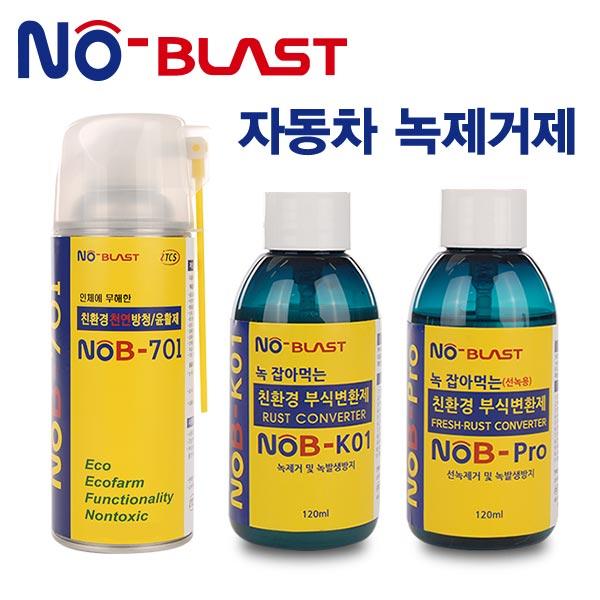 NO-BLAST
자동차 녹제거제
NO-BLAST
iTCS
인체에 무해한
친환경천연방청/윤활제
NOB-701
Eco
Ecofarm
Functionality
Nontoxic
NOB-701
NO-BLAST
녹 잡아먹는
친환경 부식변환제
RUST CONVERTER
NOB-K01
녹제거 및 녹발생방지
120ml
NOB-K01
NO-BLAST
녹 잡아먹는(선녹용)
친환경 부식변환제
FRESH-RUST CONVERTER
NOB-Pro
선녹제거 및 녹발생방지
120ml
NOB-Pro